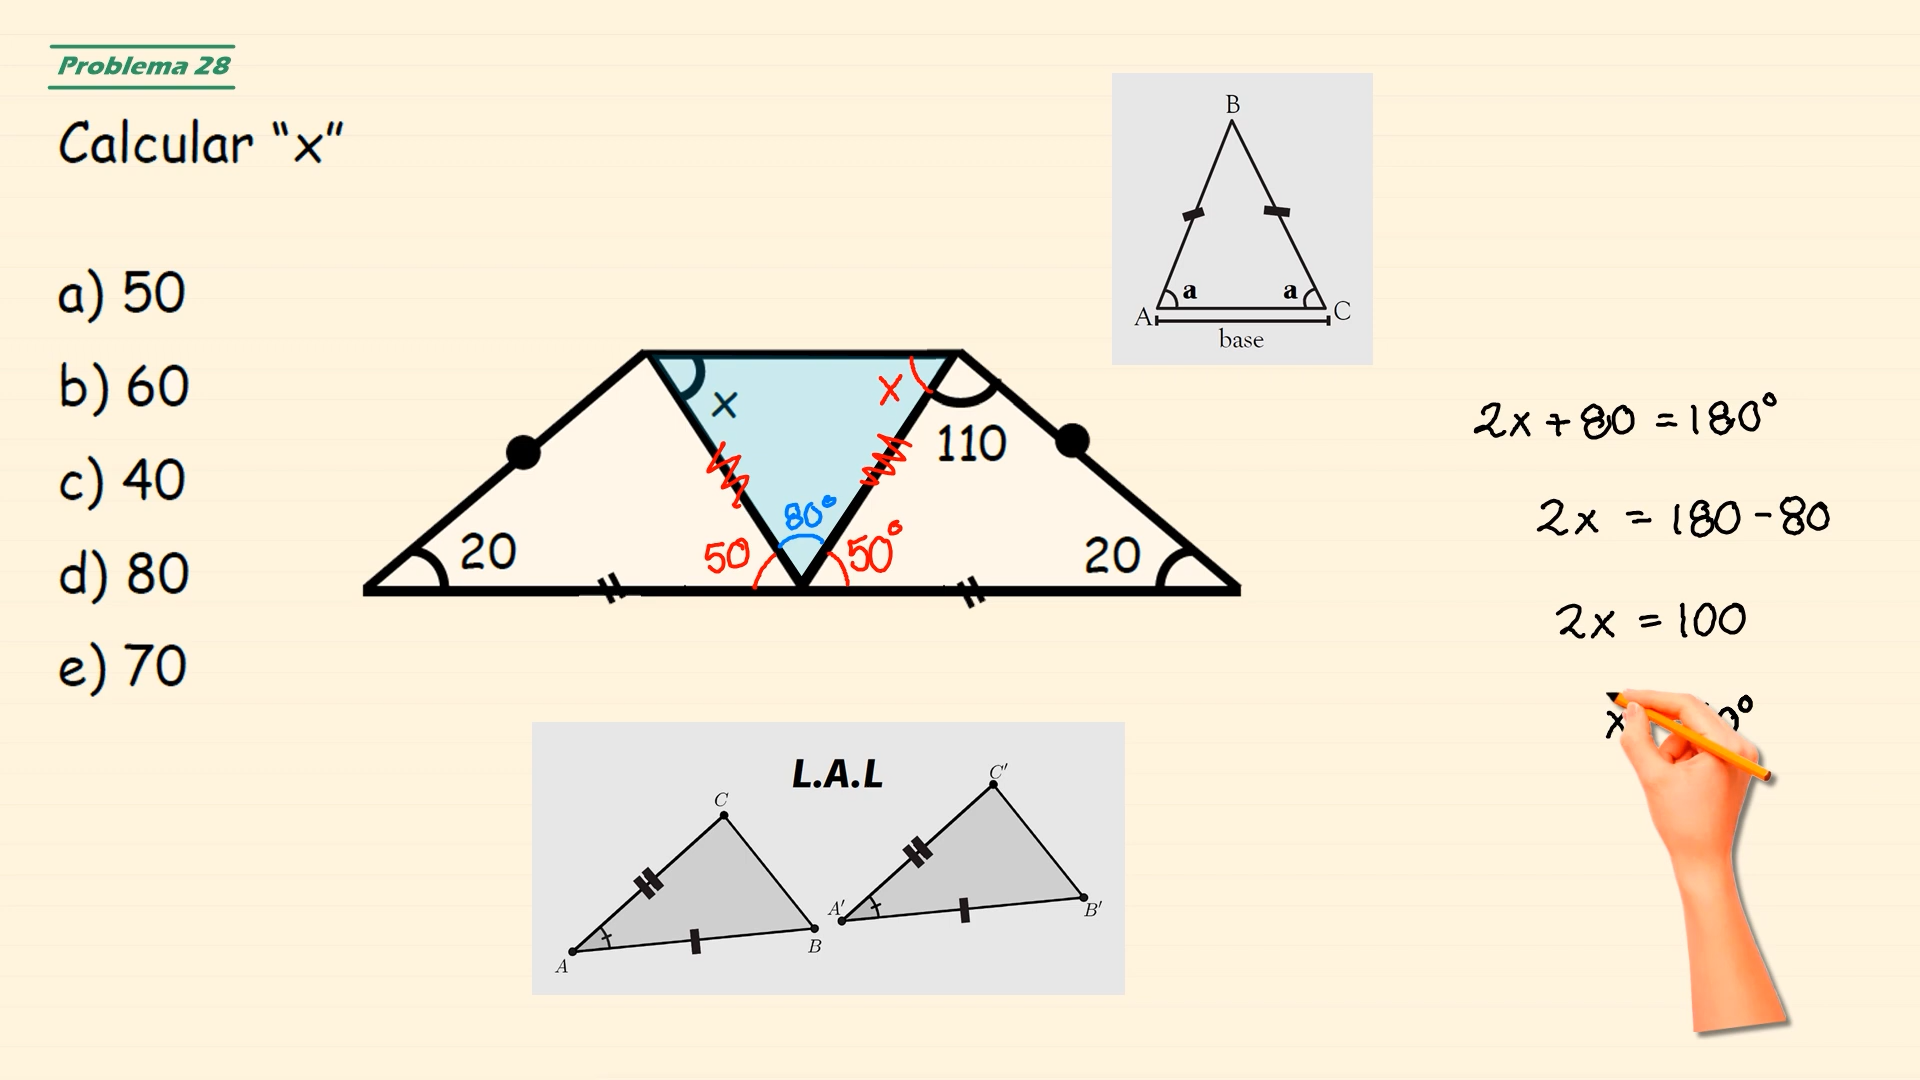 Problema 28
Calcular “x”
a) 50
b) 60
c) 40
d) 80
e) 70
x
x
110
20
50
80°
50°
20
B
a
a
A
C
base
2x + 80 = 180°
2x = 180 - 80
2x = 100
x
0°
L.A.L
C
A
B
C'
A'
B'